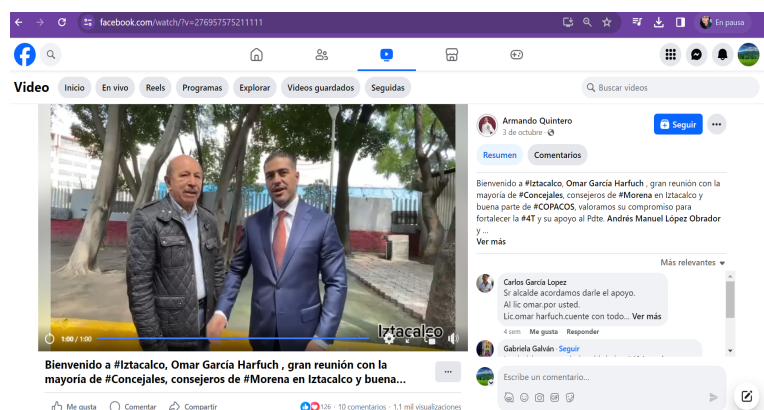 facebook.com/watch/?v=276957575211111
En pausa
Video
Inicio
En vivo
Reels
Programas
Explorar
Videos guardados
Seguidas
Buscar videos
Iztacalco
1:00 / 1:00
Bienvenido a #Iztacalco, Omar García Harfuch , gran reunión con la
mayoría de #Concejales, consejeros de #Morena en Iztacalco y buena...
Me gusta
Comentar
Compartir
126 · 10 comentarios · 1.1 mil visualizaciones
Armando Quintero
3 de octubre ·
Seguir
Resumen
Comentarios
Bienvenido a #Iztacalco, Omar García Harfuch , gran reunión con la
mayoría de #Concejales, consejeros de #Morena en Iztacalco y
buena parte de #COPACOS, valoramos su compromiso para
fortalecer la #4T y su apoyo al Pdte. Andrés Manuel López Obrador
y ...
Ver más
Más relevantes
Carlos García Lopez
Sr alcalde acordamos darle el apoyo.
Al lic omar.por usted.
Lic.omar harfuch.cuente con todo... Ver más
4 sem Me gusta Responder
Gabriela Galván · Seguir
Escribe un comentario...
GIF